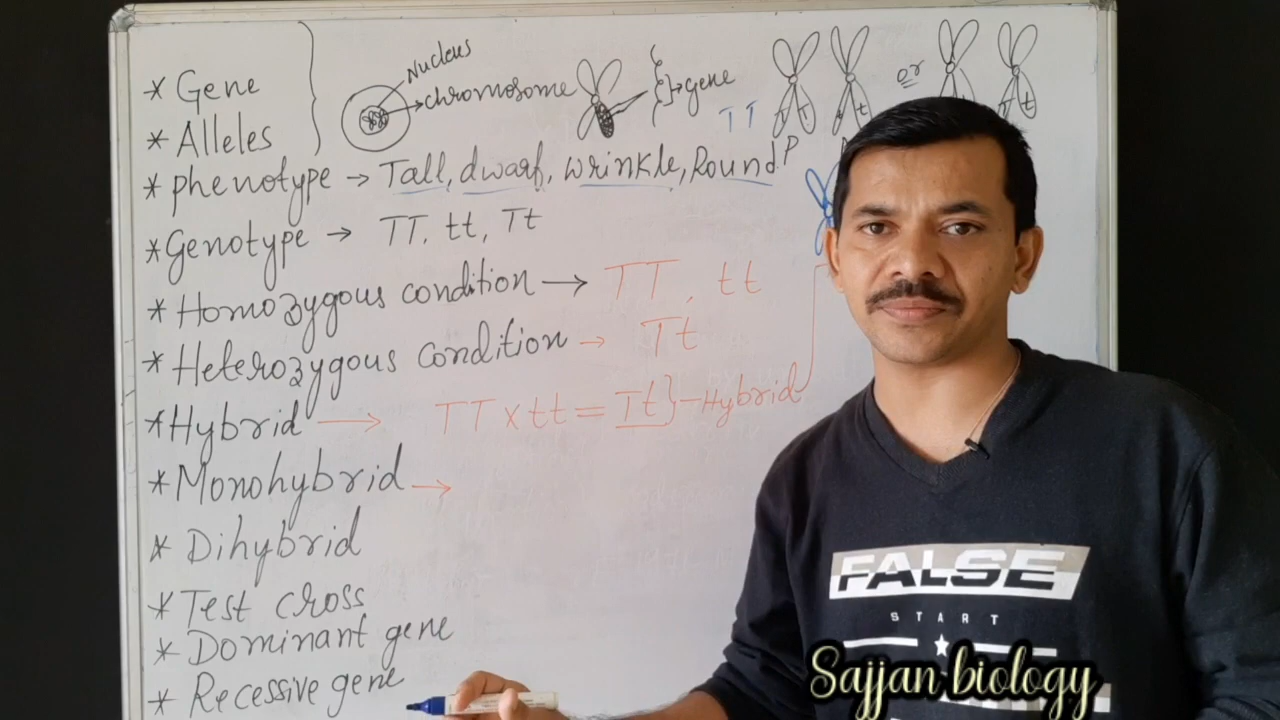 * Gene
* Alleles
Nucleus
chromosome
gene
TT
T t
t
or
T t
* phenotype → Tall, dwarf, wrinkle, Round
P
* Genotype → TT, tt, Tt
* Homozygous condition → TT, tt
* Heterozygous condition → Tt
* Hybrid → TT x tt = Tt} - Hybrid
* Monohybrid →
* Dihybrid
* Test cross
* Dominant gene
* Recessive gene
FALSE
START
Sajjan biology